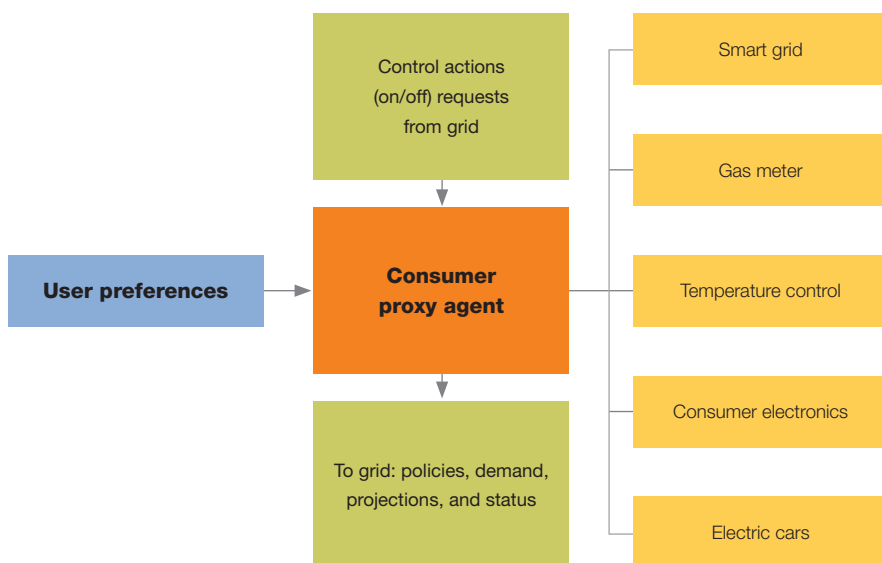 Control actions
(on/off) requests
from grid
User preferences
Consumer
proxy agent
To grid: policies, demand,
projections, and status
Smart grid
Gas meter
Temperature control
Consumer electronics
Electric cars